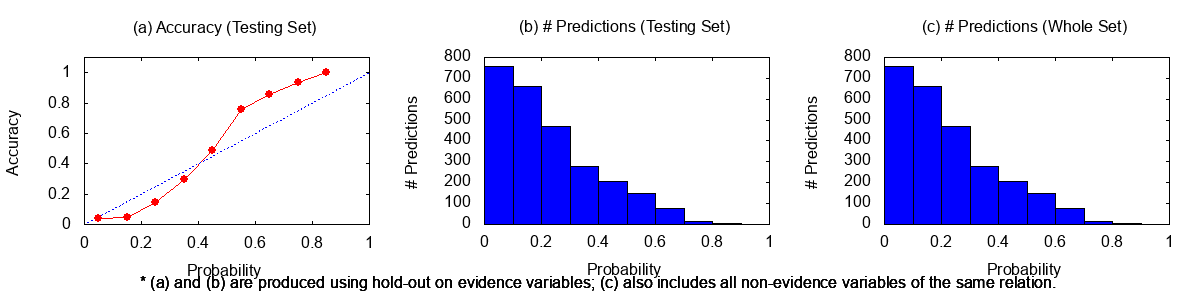 (a) Accuracy (Testing Set)
Accuracy
1
0.8
0.6
0.4
0.2
0
0 0.2 0.4 0.6 0.8 1
Probability
(b) # Predictions (Testing Set)
# Predictions
800
700
600
500
400
300
200
100
0
0 0.2 0.4 0.6 0.8 1
Probability
(c) # Predictions (Whole Set)
# Predictions
800
700
600
500
400
300
200
100
0
0 0.2 0.4 0.6 0.8 1
Probability
* (a) and (b) are produced using hold-out on evidence variables; (c) also includes all non-evidence variables of the same relation.